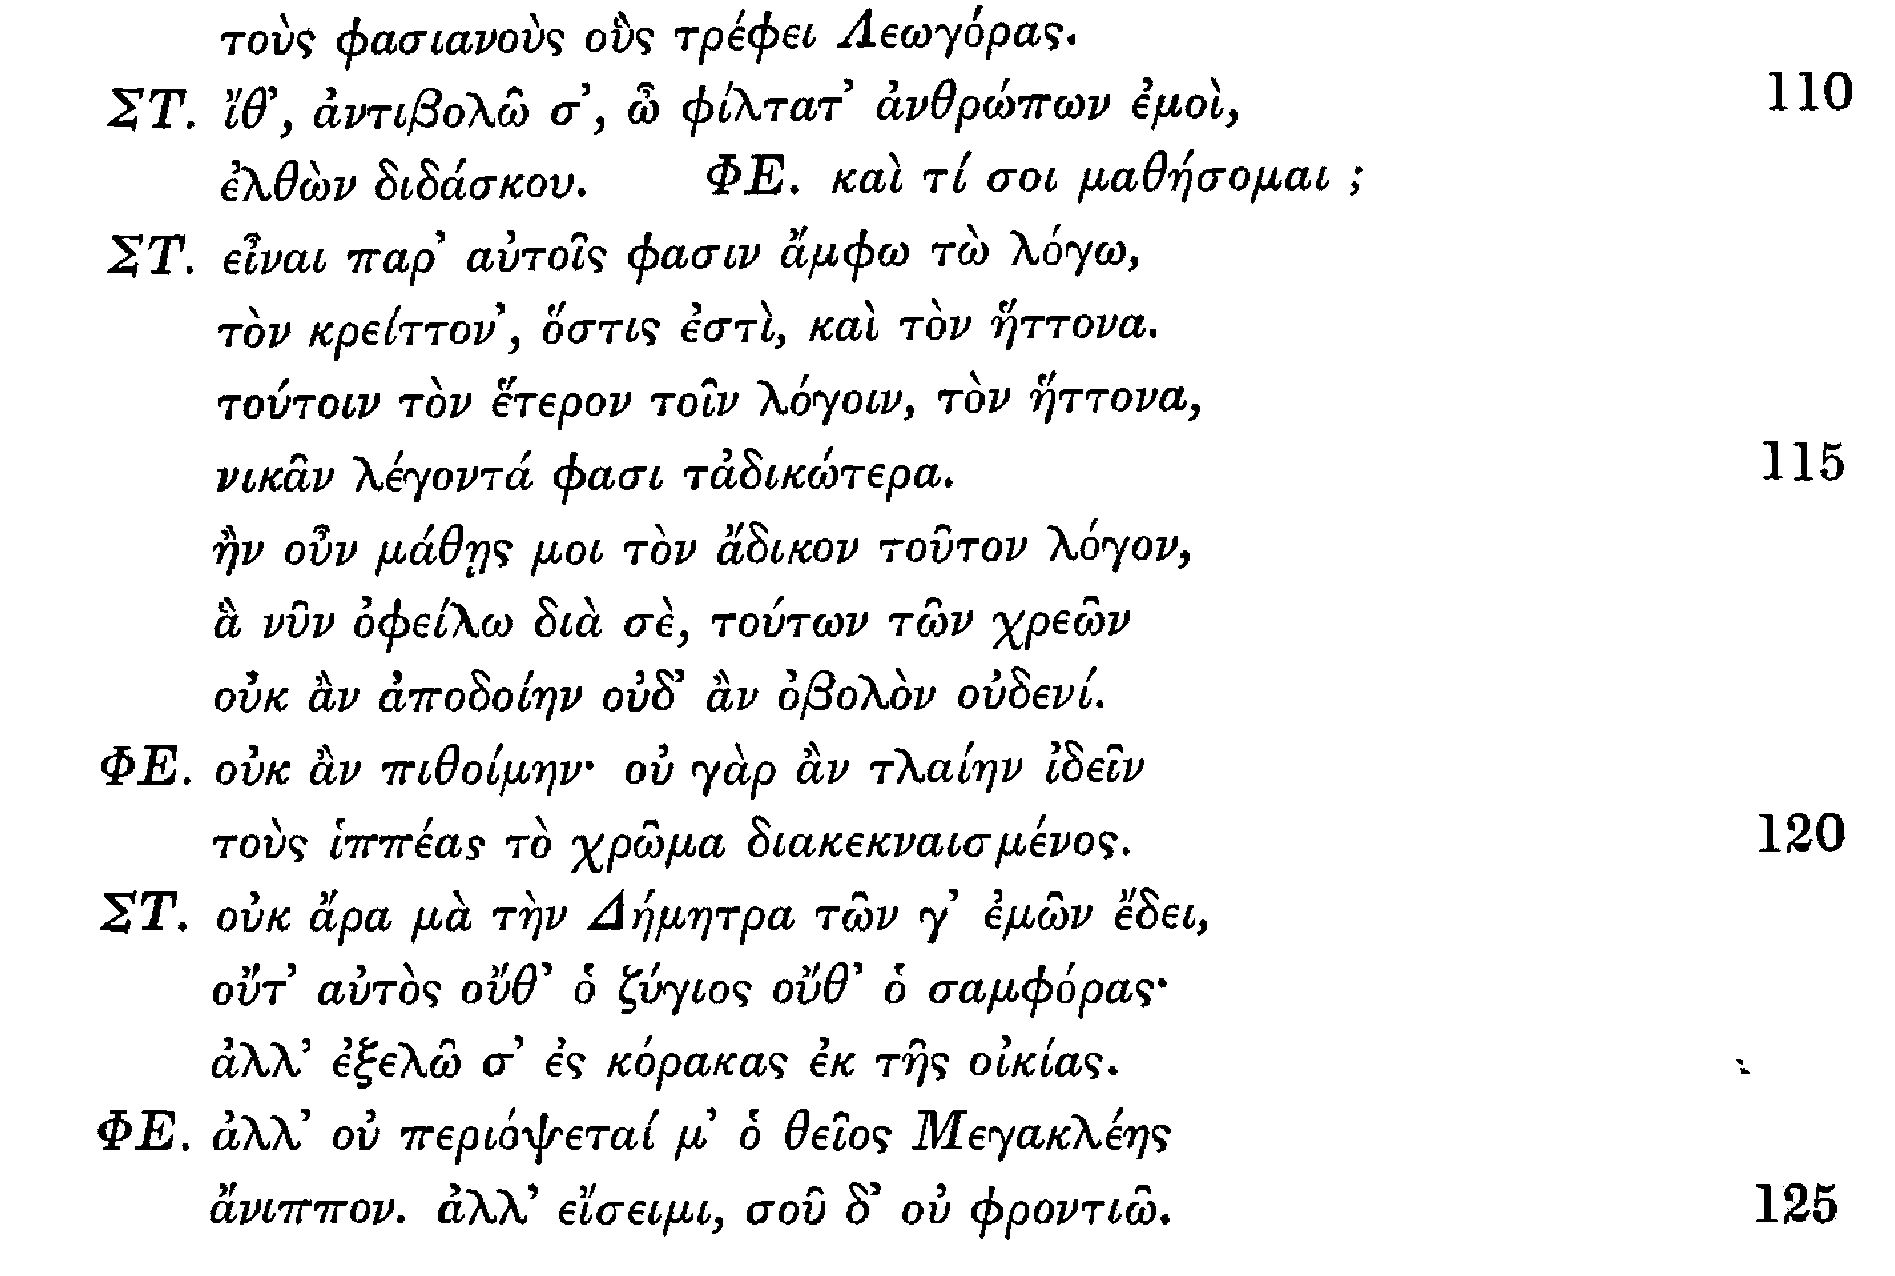 τοὺς φασιανοὺς οὓς τρέφει Λεωγόρας.
ΣΤ. ἴθ’, ἀντιβολῶ σ’, ὦ φίλτατ’ ἀνθρώπων ἐμοὶ, 110
ἐλθὼν διδάσκου. ΦΕ. καὶ τί σοι μαθήσομαι ;
ΣΤ. εἶναι παρ’ αὐτοῖς φασιν ἄμφω τὼ λόγω,
τὸν κρείττον’, ὅστις ἐστὶ, καὶ τὸν ἥττονα.
τούτοιν τὸν ἕτερον τοῖν λόγοιν, τὸν ἥττονα,
νικᾶν λέγοντά φασι τἀδικώτερα. 115
ἢν οὖν μάθῃς μοι τὸν ἄδικον τοῦτον λόγον,
ἃ νῦν ὀφείλω διὰ σὲ, τούτων τῶν χρεῶν
οὐκ ἂν ἀποδοίην οὐδ’ ἂν ὀβολὸν οὐδενί.
ΦΕ. οὐκ ἂν πιθοίμην· οὐ γὰρ ἂν τλαίην ἰδεῖν
τοὺς ἱππέας τὸ χρῶμα διακεκναισμένος. 120
ΣΤ. οὐκ ἄρα μὰ τὴν Δήμητρα τῶν γ’ ἐμῶν ἔδει,
οὔτ’ αὐτὸς οὔθ’ ὁ ζύγιος οὔθ’ ὁ σαμφόρας·
ἀλλ’ ἐξελῶ σ’ ἐς κόρακας ἐκ τῆς οἰκίας.
ΦΕ. ἀλλ’ οὐ περιόψεταί μ’ ὁ θεῖος Μεγακλέης
ἄνιππον. ἀλλ’ εἴσειμι, σοῦ δ’ οὐ φροντιῶ. 125